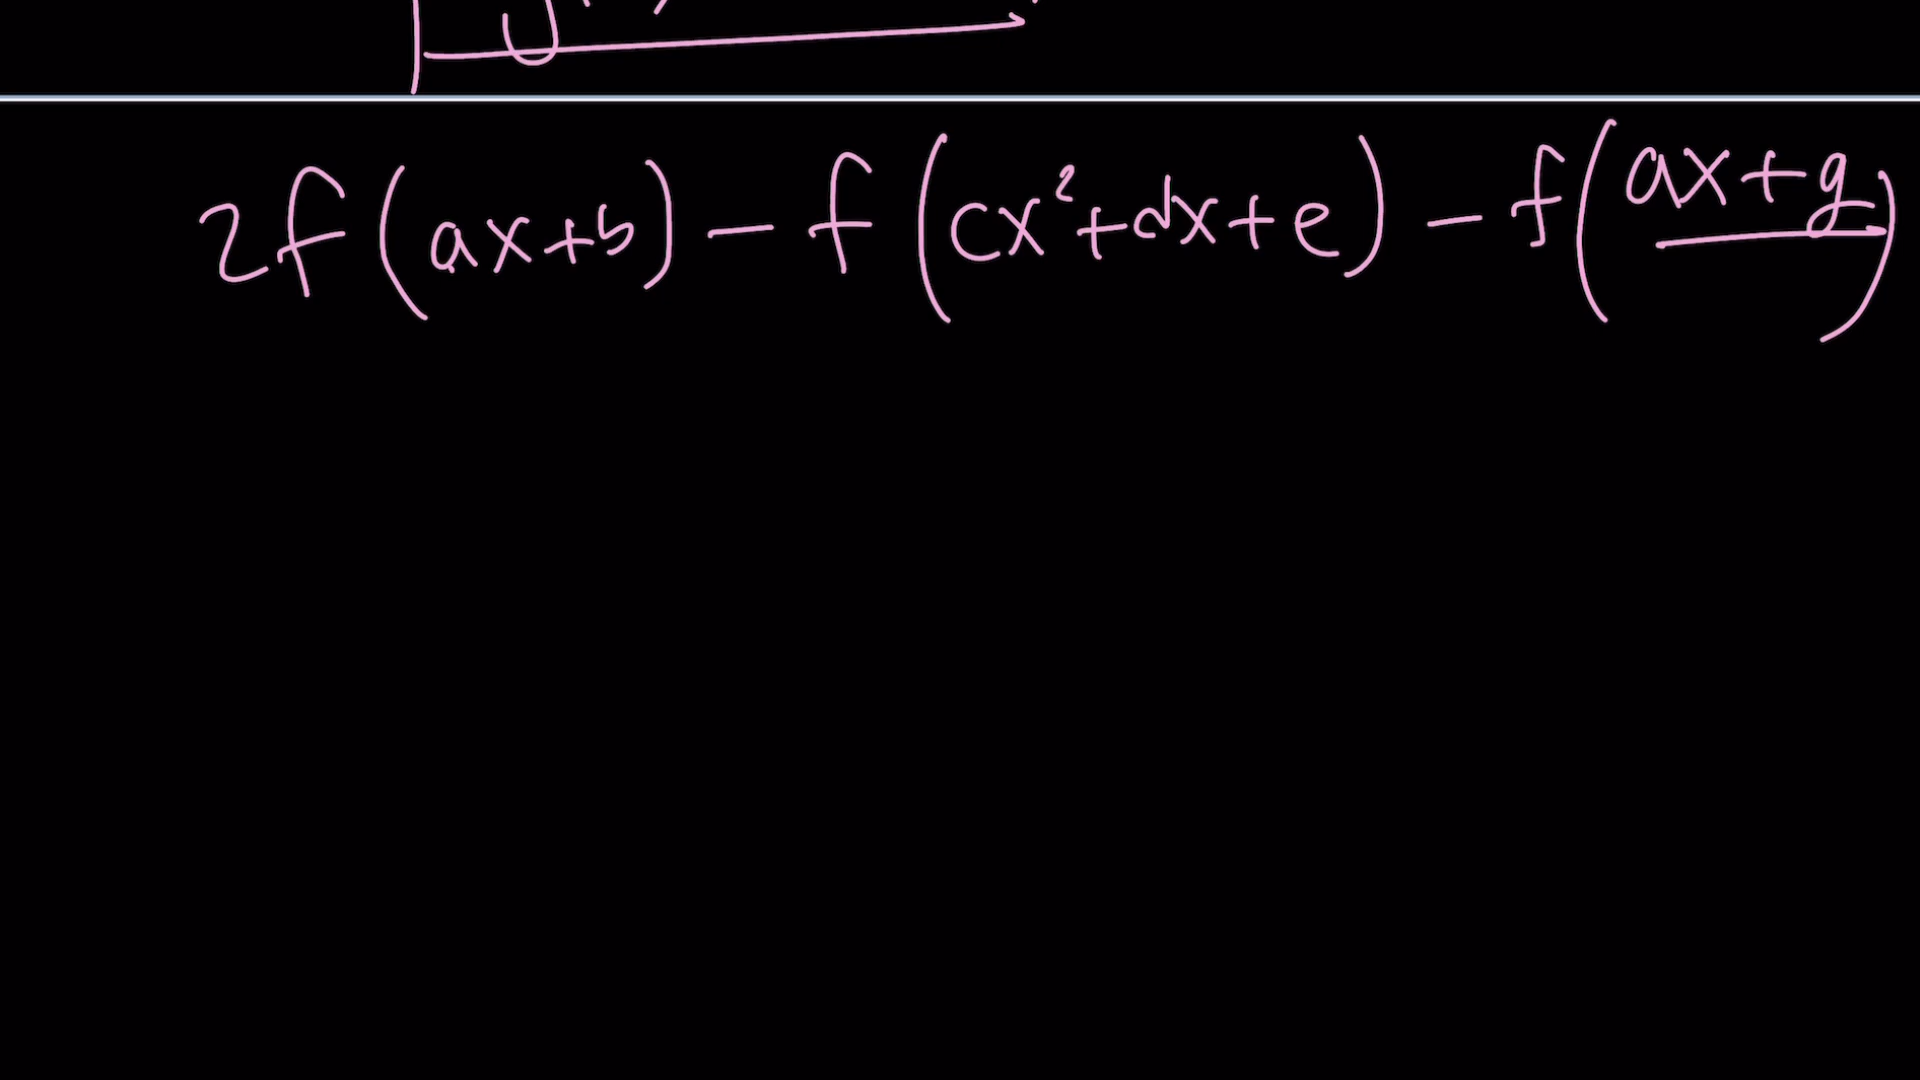 2f(ax+b) - f(cx²+dx+e) - f(ax+g)